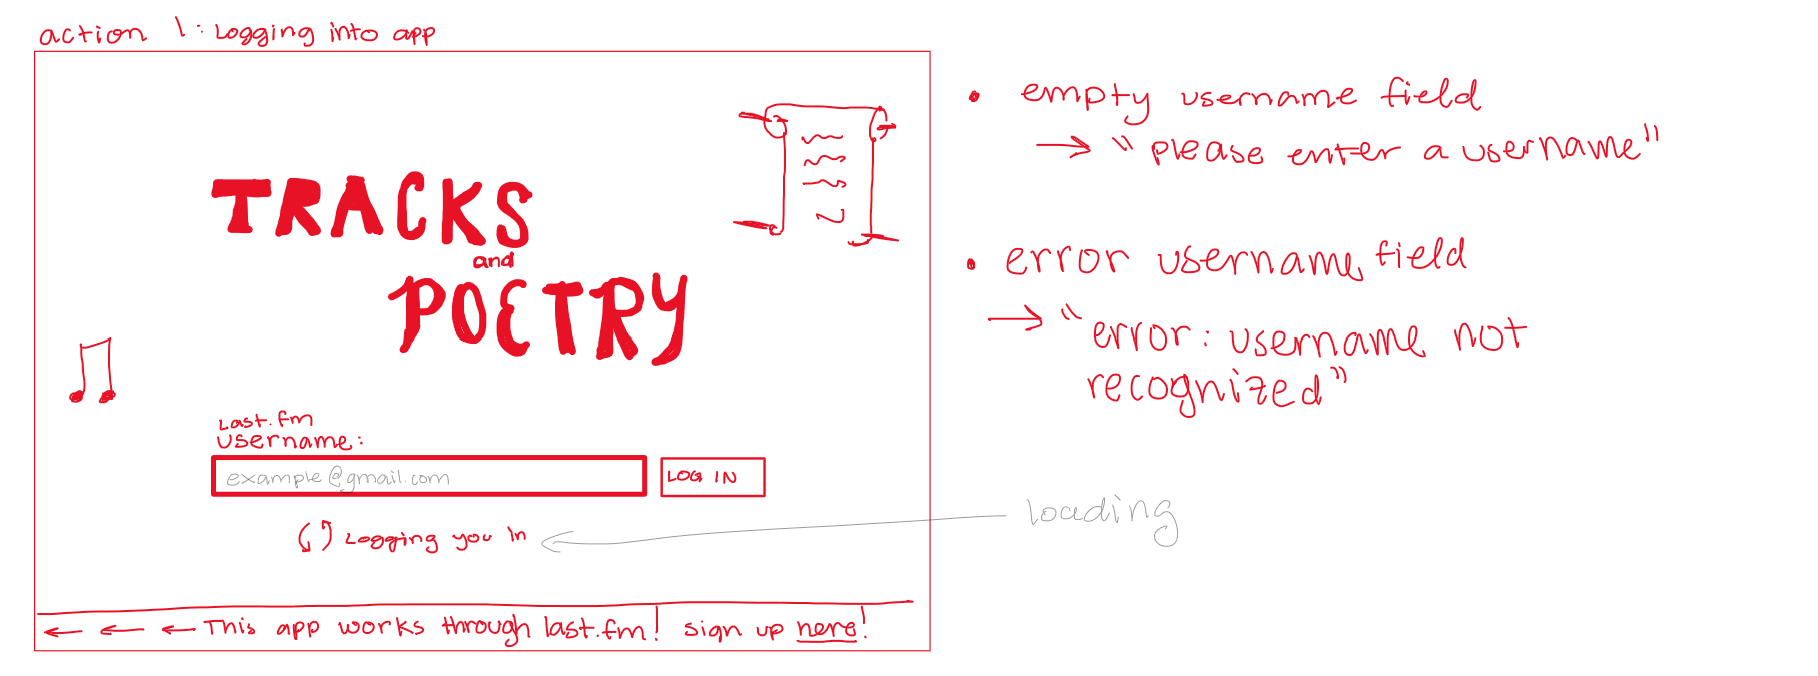 action 1: Logging into app
TRACKS
and
POETRY
Last.fm
username:
example@gmail.com
LOG IN
Logging you in
This app works through last.fm! sign up here!
• empty username field
→ "please enter a username"
• error username field
→ "error: username not
recognized"
loading